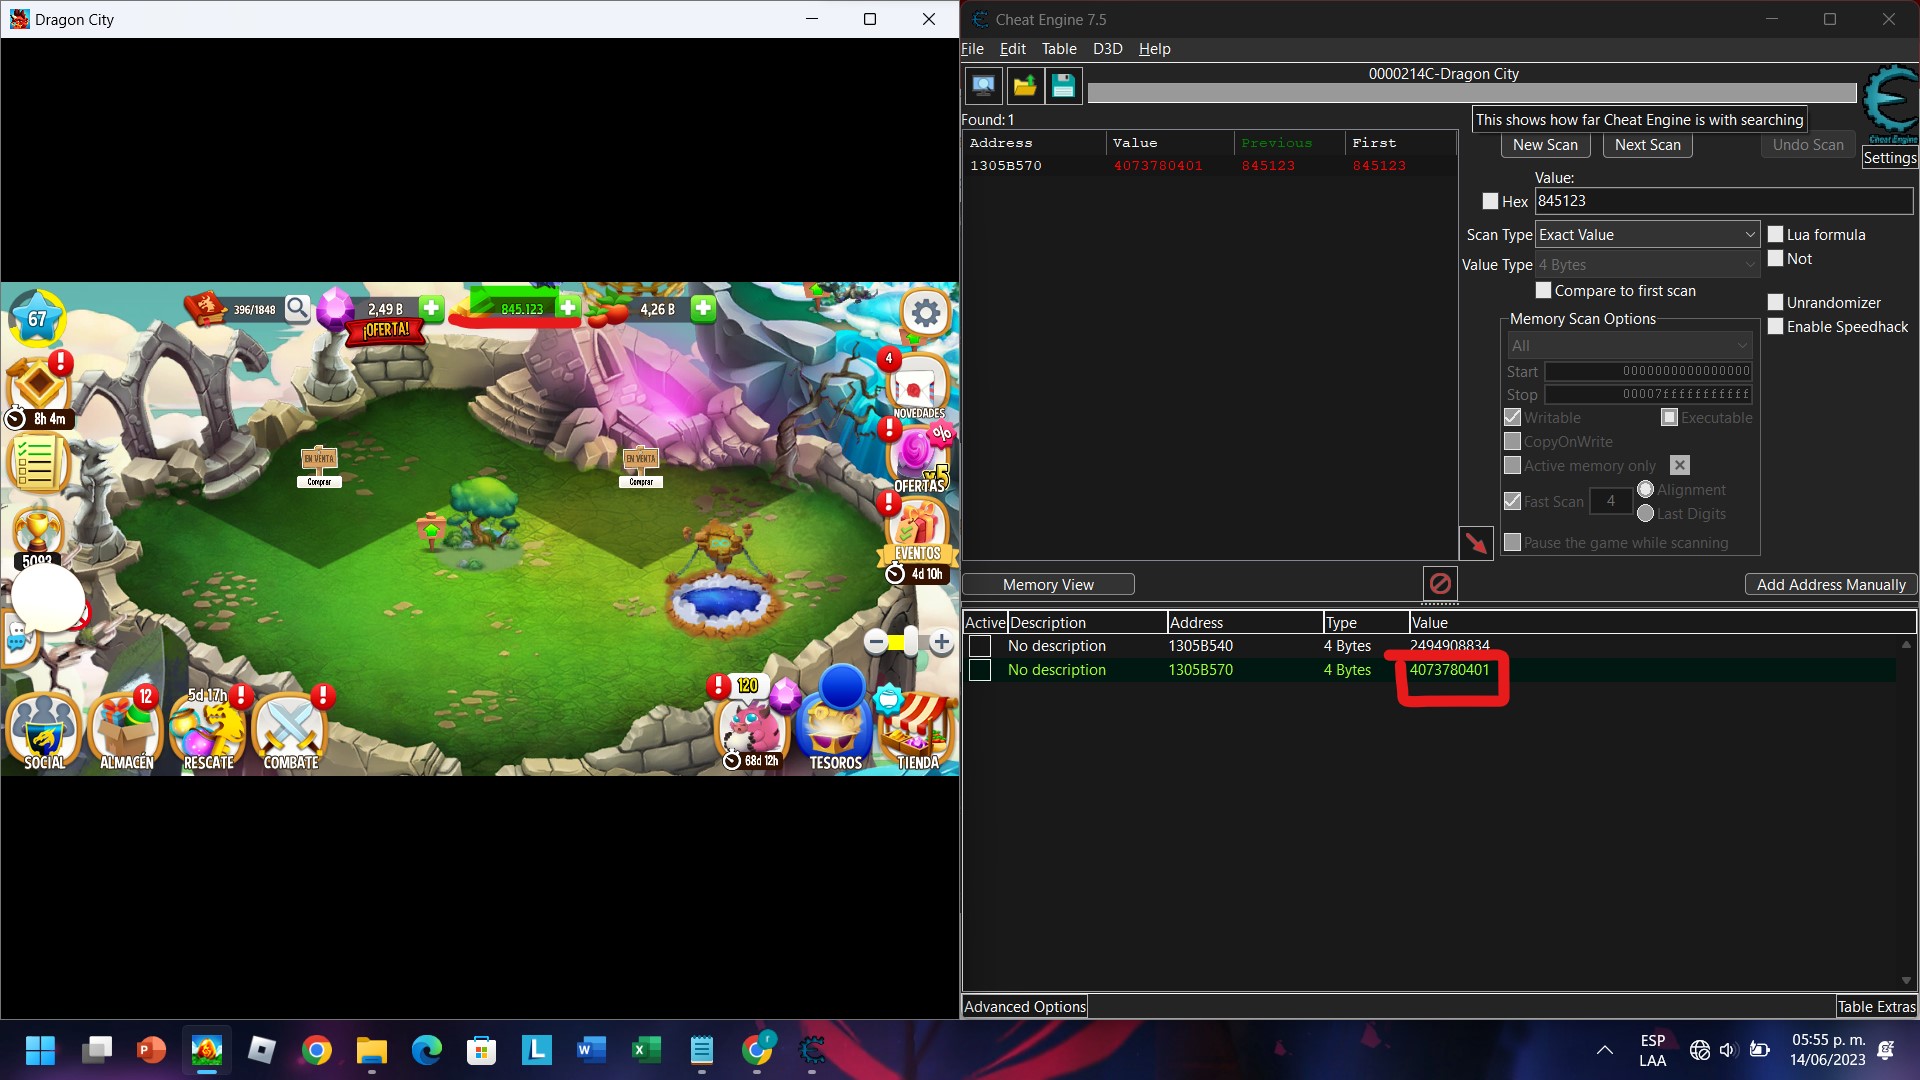 Dragon City
67
396/1848
2,49 B
¡OFERTA!
845.123
4,26 B
8h 4m
4
NOVEDADES
%
x5
OFERTAS
EN VENTA
Comprar
EN VENTA
Comprar
5093
EVENTOS
4d 10h
SOCIAL
12
ALMACÉN
5d 17h
RESCATE
COMBATE
120
68d 12h
TESOROS
TIENDA
Cheat Engine 7.5
File Edit Table D3D Help
0000214C-Dragon City
This shows how far Cheat Engine is with searching
Cheat Engine
Settings
Found: 1
Address Value Previous First
1305B570 4073780401 845123 845123
New Scan Next Scan Undo Scan
Value:
Hex 845123
Scan Type Exact Value
Lua formula
Value Type 4 Bytes
Not
Compare to first scan
Unrandomizer
Enable Speedhack
Memory Scan Options
All
Start 0000000000000000
Stop 00007fffffffffff
Writable Executable
CopyOnWrite
Active memory only
Fast Scan 4 Alignment
Last Digits
Pause the game while scanning
Memory View
Add Address Manually
Active Description Address Type Value
No description 1305B540 4 Bytes 2494908834
No description 1305B570 4 Bytes 4073780401
Advanced Options
Table Extras
ESP
LAA
05:55 p. m.
14/06/2023